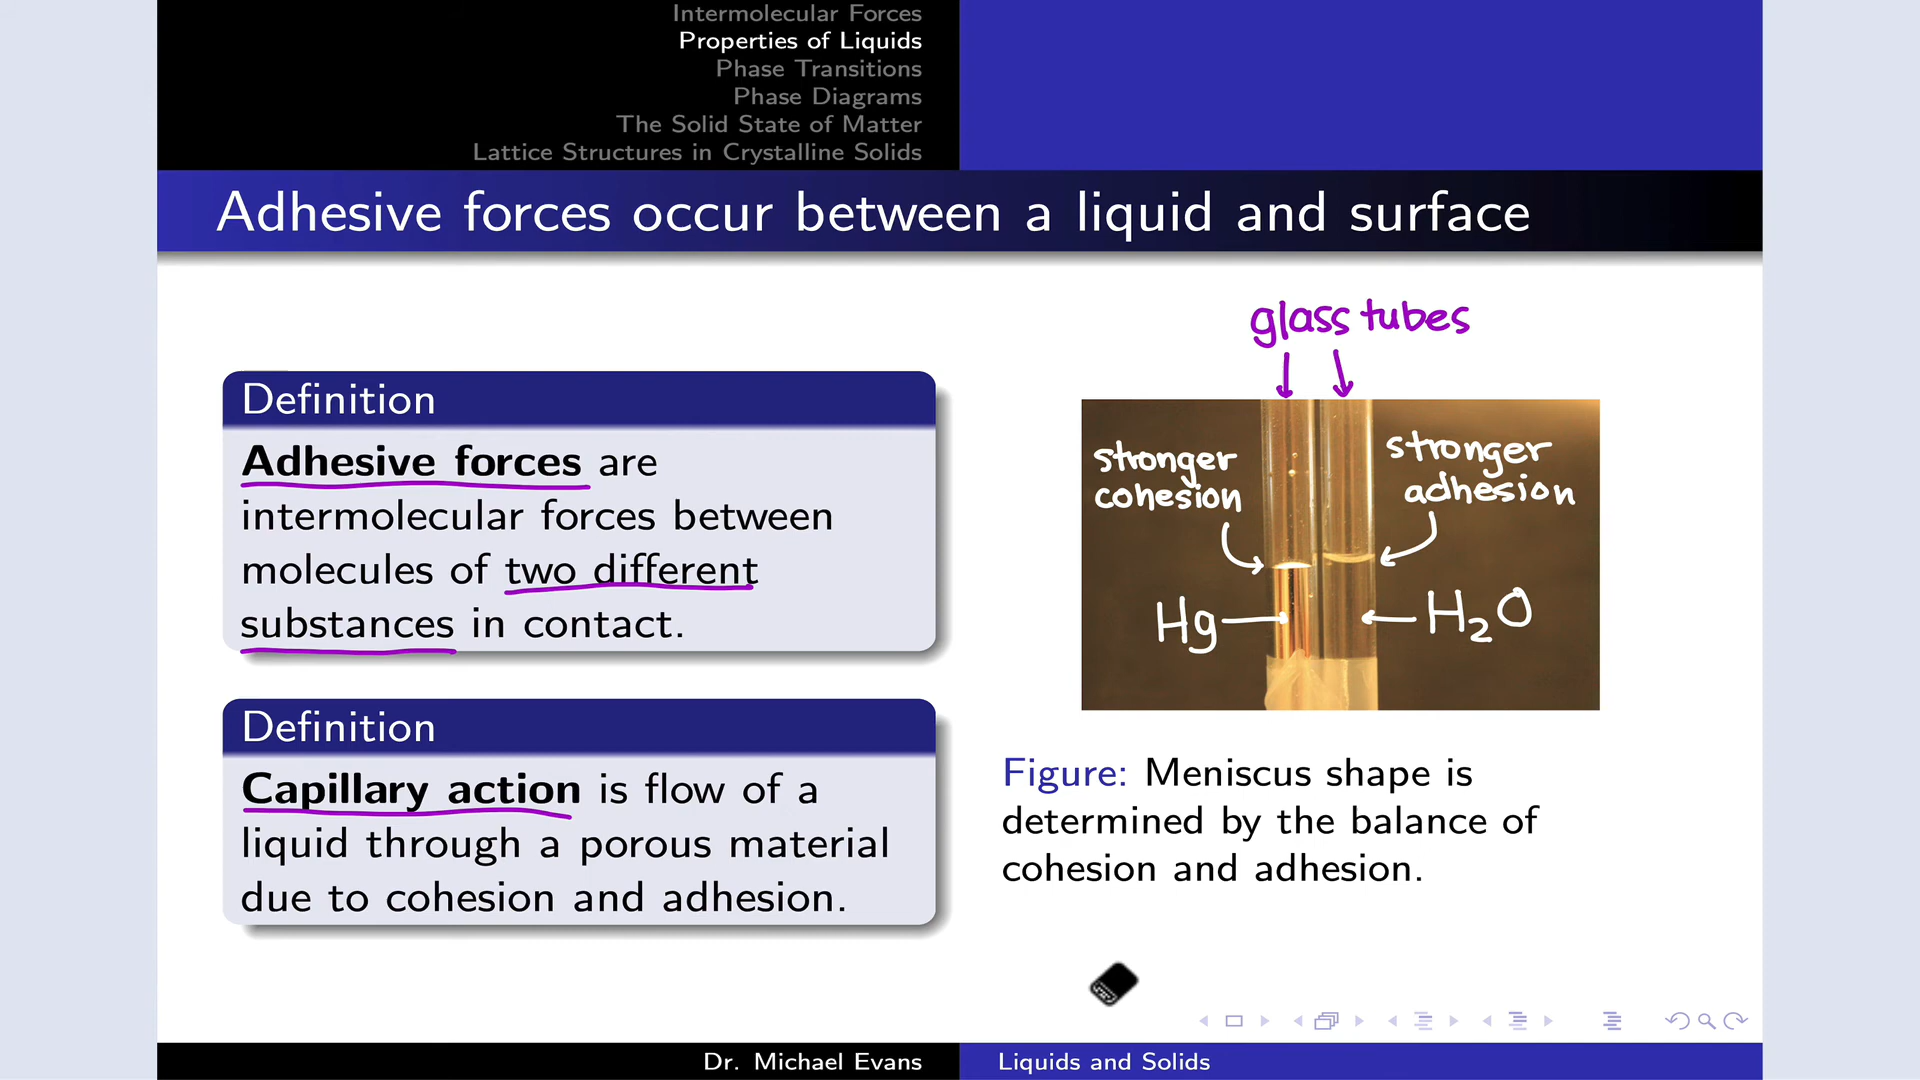 Intermolecular Forces
Properties of Liquids
Phase Transitions
Phase Diagrams
The Solid State of Matter
Lattice Structures in Crystalline Solids
Adhesive forces occur between a liquid and surface
Definition
Adhesive forces are
intermolecular forces between
molecules of two different
substances in contact.
Definition
Capillary action is flow of a
liquid through a porous material
due to cohesion and adhesion.
glass tubes
stronger
cohesion
stronger
adhesion
Hg
H₂O
Figure: Meniscus shape is
determined by the balance of
cohesion and adhesion.
Dr. Michael Evans
Liquids and Solids